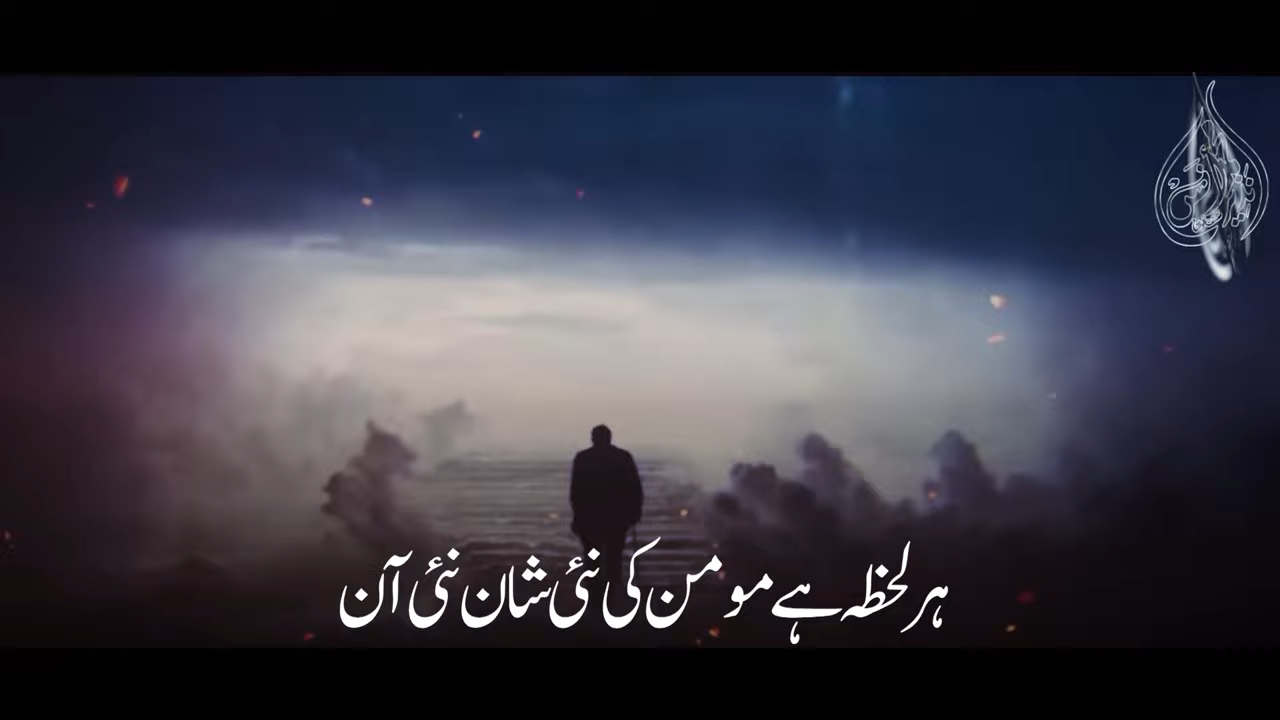 ہر لحظہ ہے مومن کی نئی شان نئی آن